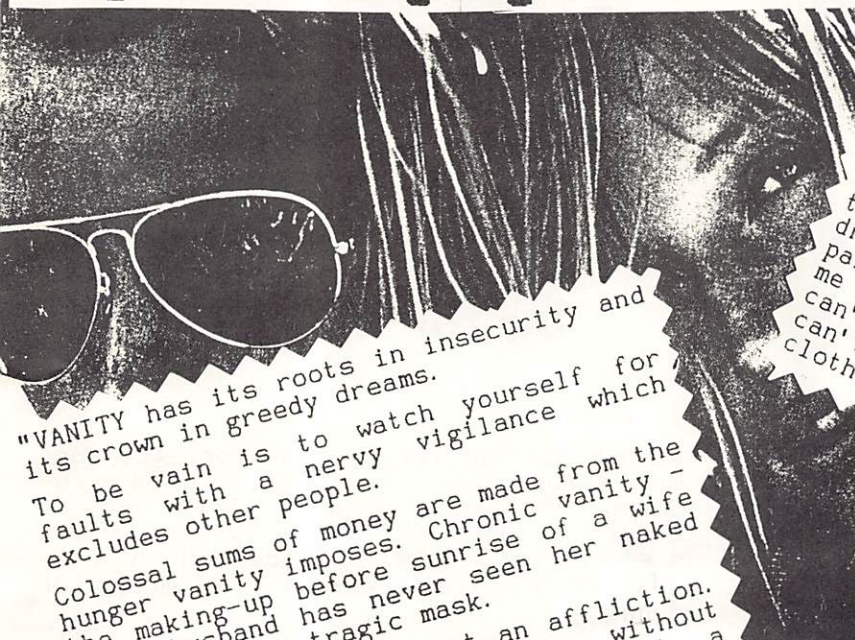 "VANITY has its roots in insecurity and
its crown in greedy dreams.
To be vain is to watch yourself for
faults with a nervy vigilance which
excludes other people.
Colossal sums of money are made from the
hunger vanity imposes. Chronic vanity –
the making-up before sunrise of a wife
husband has never seen her naked
tragic mask.
an affliction.
without
a
me
can'
can'
cloth